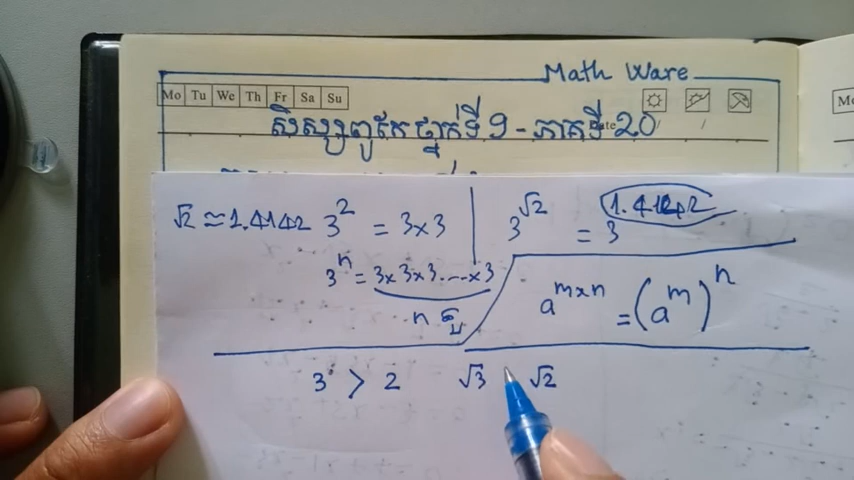 Math Ware
Mo Tu We Th Fr Sa Su
សិស្សពូកែ ថ្នាក់ទី 9 - ភាគទី 20
√2 ≃ 1.4142 3² = 3×3 3^√2 = 3^1.4142
3ⁿ = 3×3×3....×3
n ដង
a^m×n = (a^m)^n
3 > 2 √3 √2